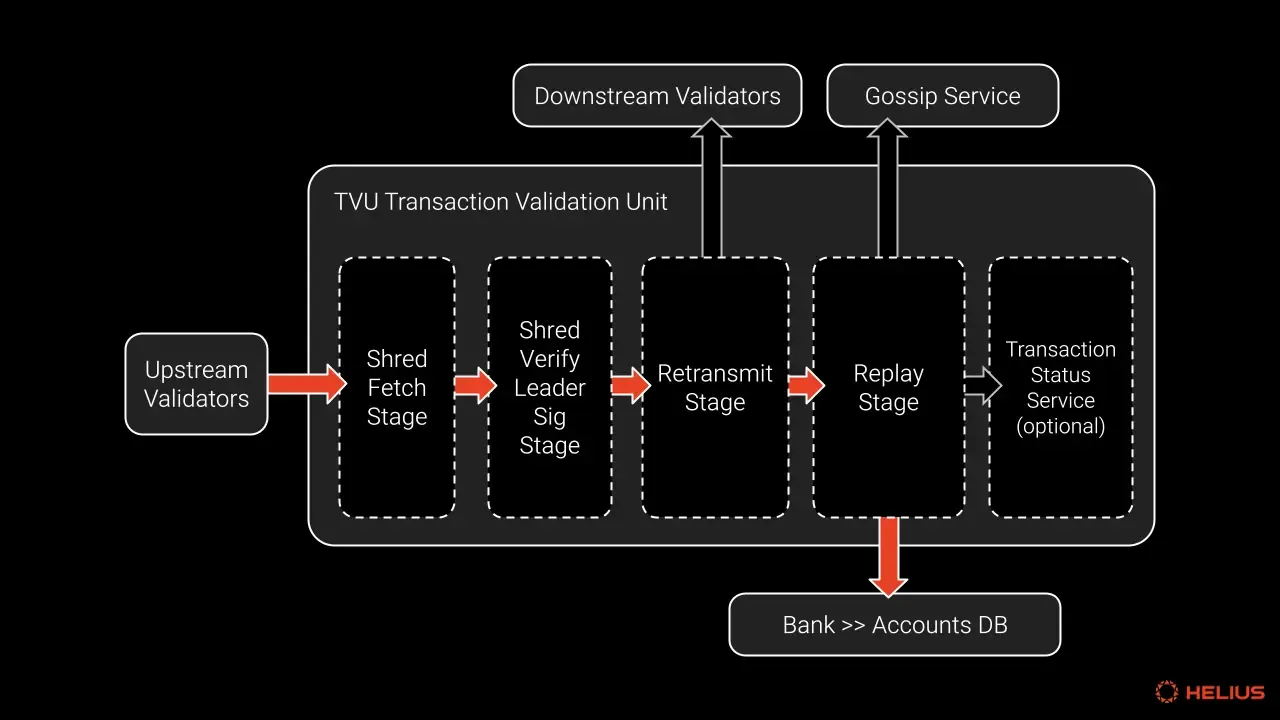 Downstream Validators
Gossip Service
TVU Transaction Validation Unit
Upstream
Validators
Shred
Fetch
Stage
Shred
Verify
Leader
Sig
Stage
Retransmit
Stage
Replay
Stage
Transaction
Status
Service
(optional)
Bank >> Accounts DB
HELIUS